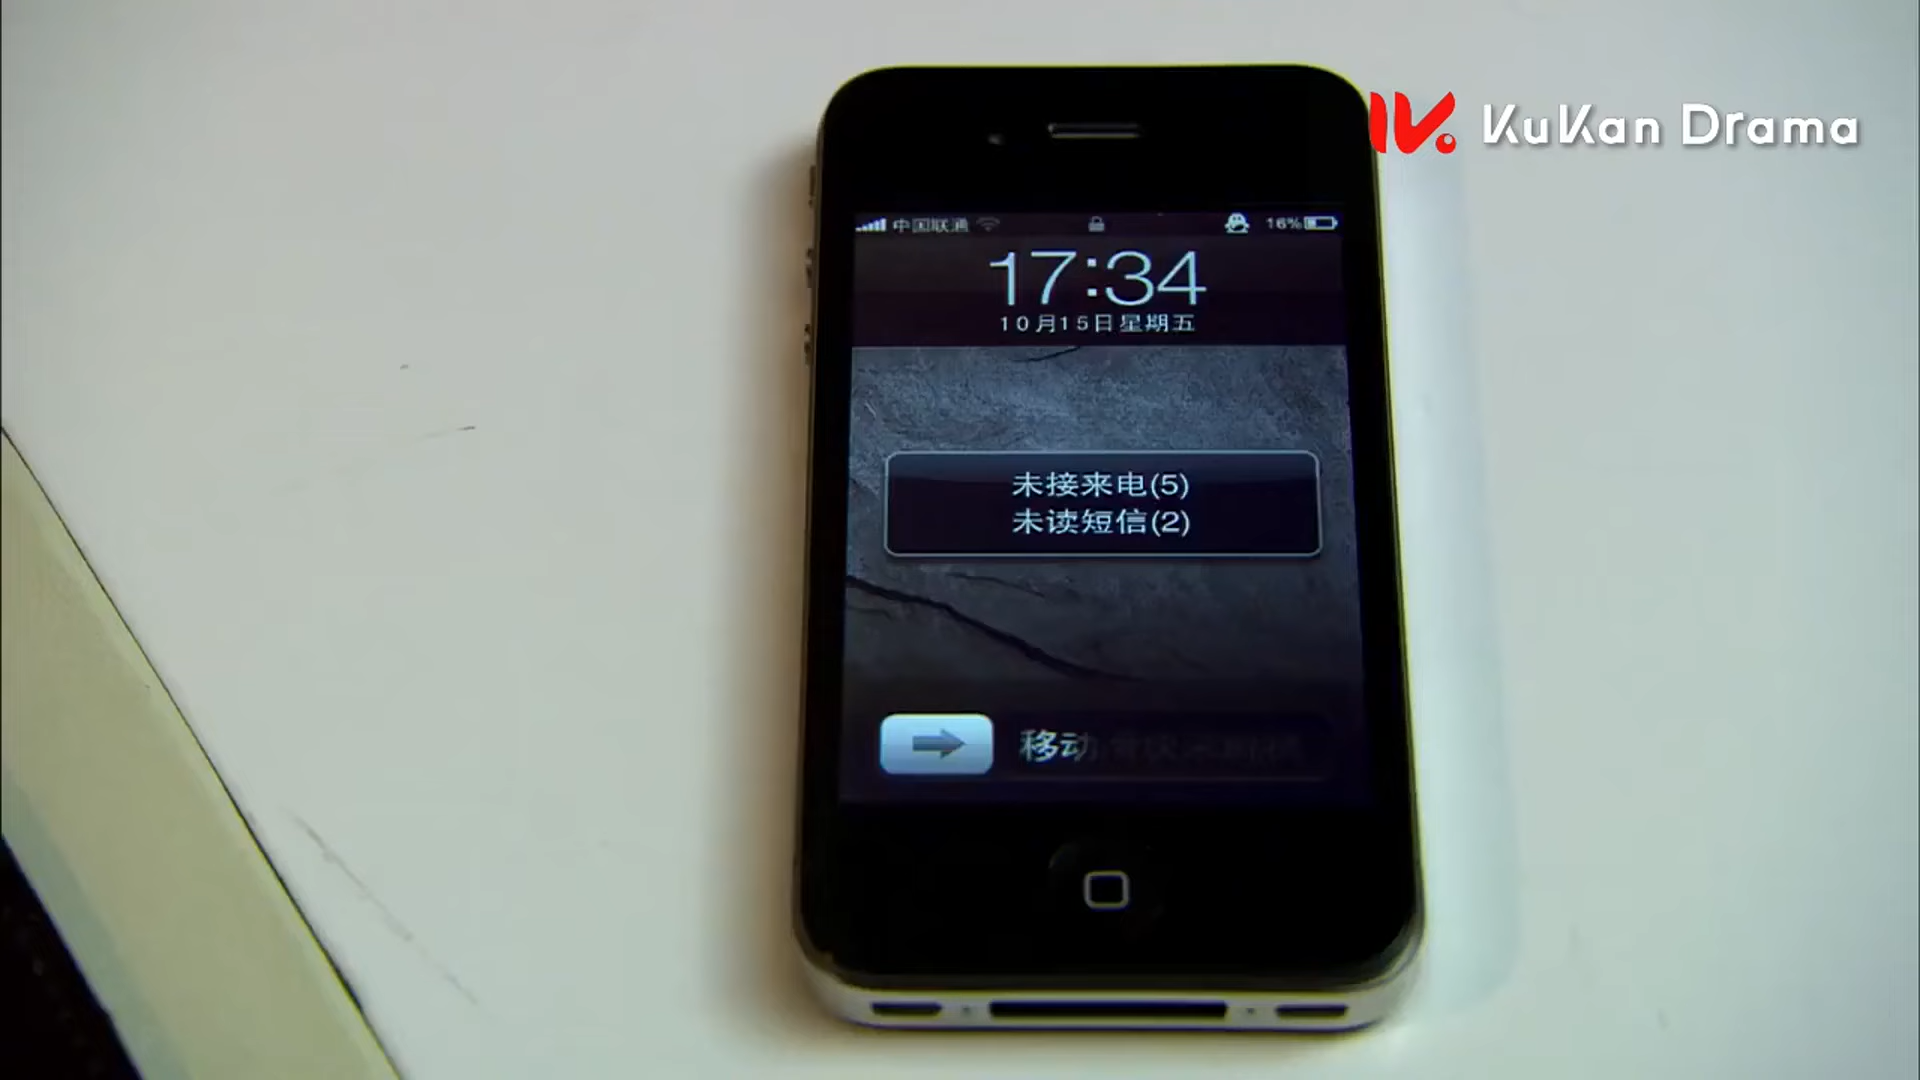 KuKan Drama
中国联通 16%
17:34
10月15日星期五
未接来电(5)
未读短信(2)
移动